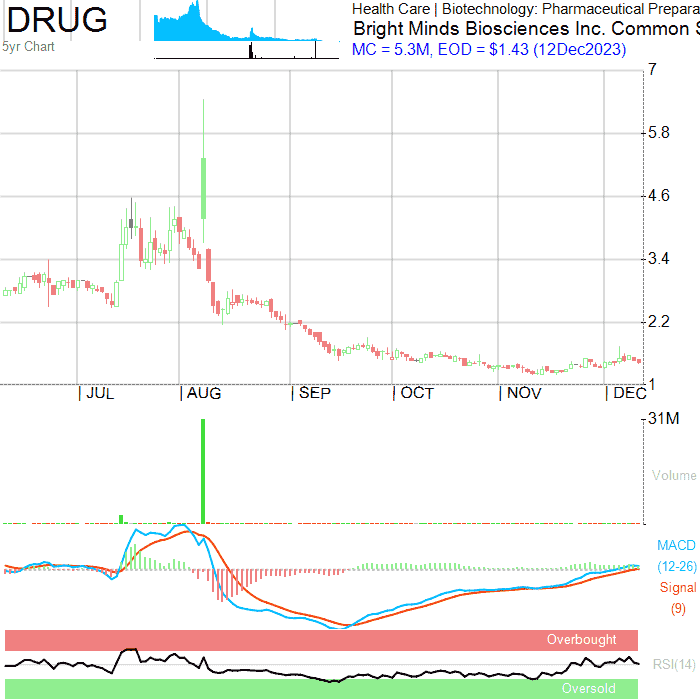 DRUG
5yr Chart
Health Care | Biotechnology: Pharmaceutical Prepara
Bright Minds Biosciences Inc. Common S
MC = 5.3M, EOD = $1.43 (12Dec2023)
7
5.8
4.6
3.4
2.2
1
| JUL | AUG | SEP | OCT | NOV | DEC
31M
Volume
MACD
(12-26)
Signal
(9)
Overbought
RSI(14)
Oversold